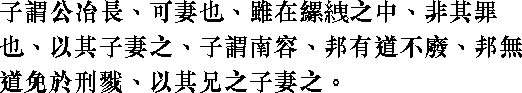 子謂公冶長、可妻也、雖在縲絏之中、非其罪
也、以其子妻之、子謂南容、邦有道不廢、邦無
道免於刑戮、以其兄之子妻之。